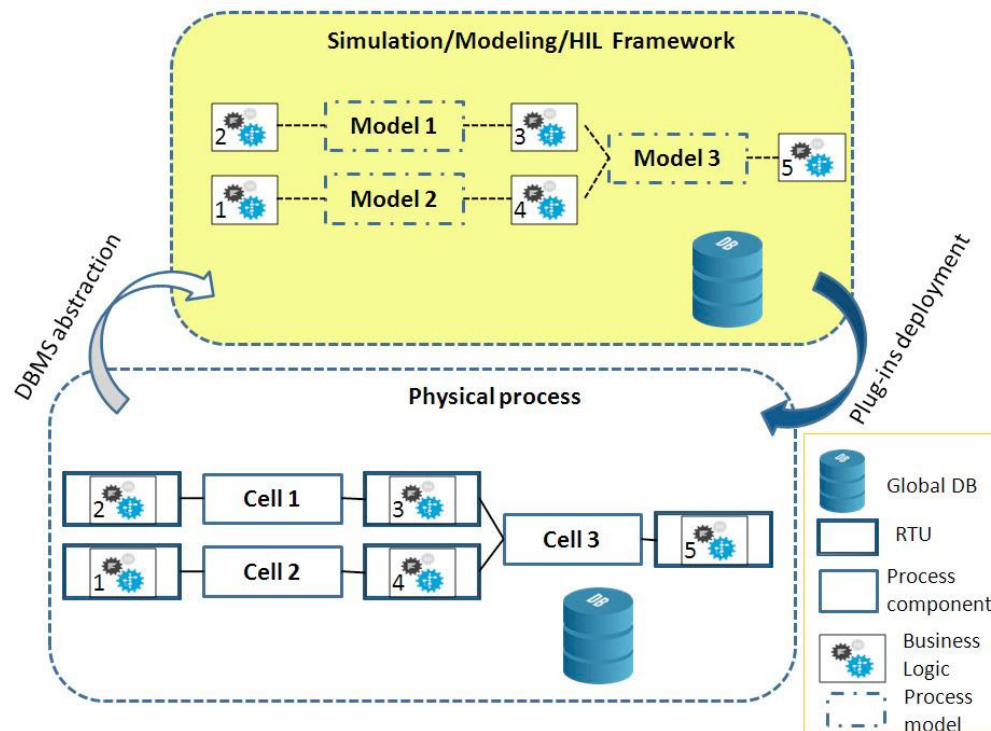 Simulation/Modeling/HIL Framework
2
Model 1
3
Model 3
5
1
Model 2
4
DB
DBMS abstraction
Plug-ins deployment
Physical process
2
Cell 1
3
Cell 3
5
1
Cell 2
4
DB
DB
Global DB
RTU
Process
component
Business
Logic
Process
model